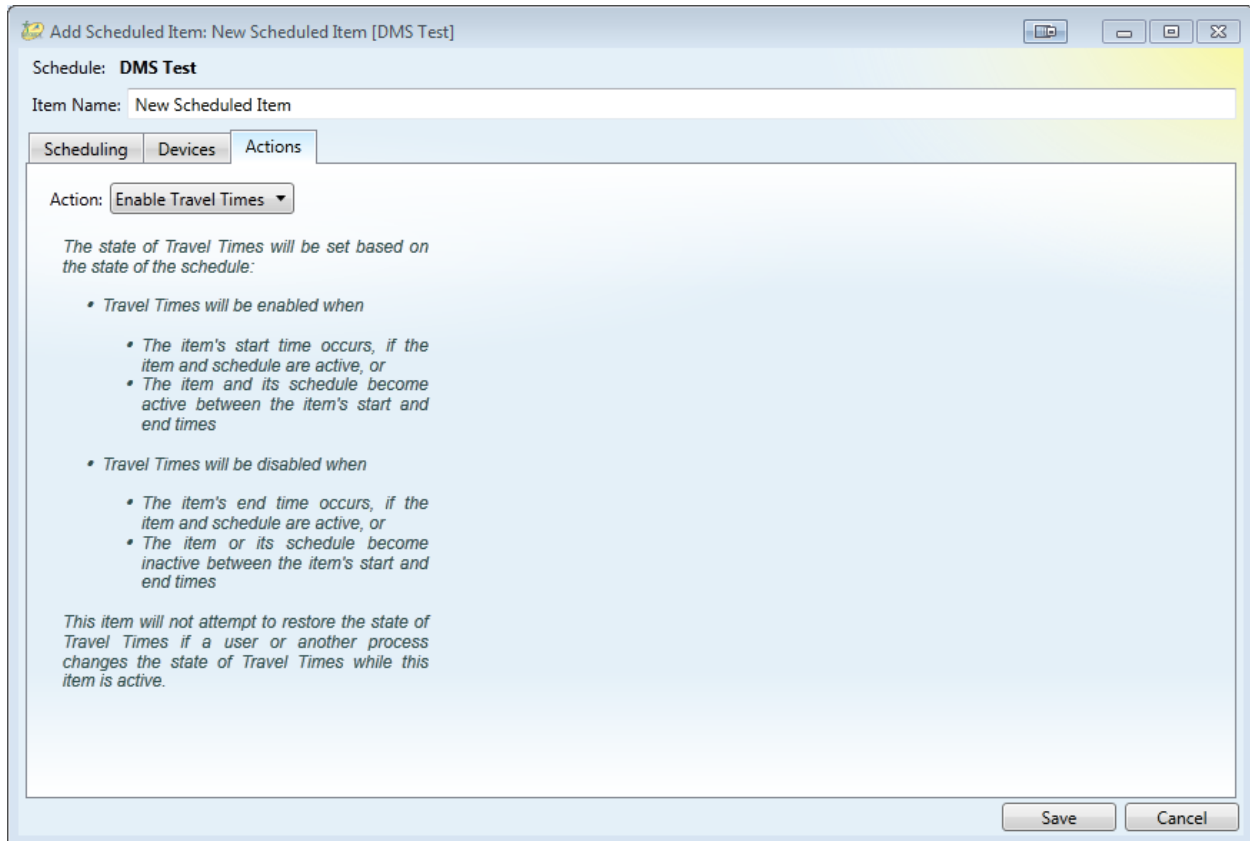 Add Scheduled Item: New Scheduled Item [DMS Test]
Schedule: DMS Test
Item Name: New Scheduled Item
Scheduling Devices Actions
Action: Enable Travel Times
The state of Travel Times will be set based on
the state of the schedule:
• Travel Times will be enabled when
• The item's start time occurs, if the
item and schedule are active, or
• The item and its schedule become
active between the item's start and
end times
• Travel Times will be disabled when
• The item's end time occurs, if the
item and schedule are active, or
• The item or its schedule become
inactive between the item's start and
end times
This item will not attempt to restore the state of
Travel Times if a user or another process
changes the state of Travel Times while this
item is active.
Save Cancel